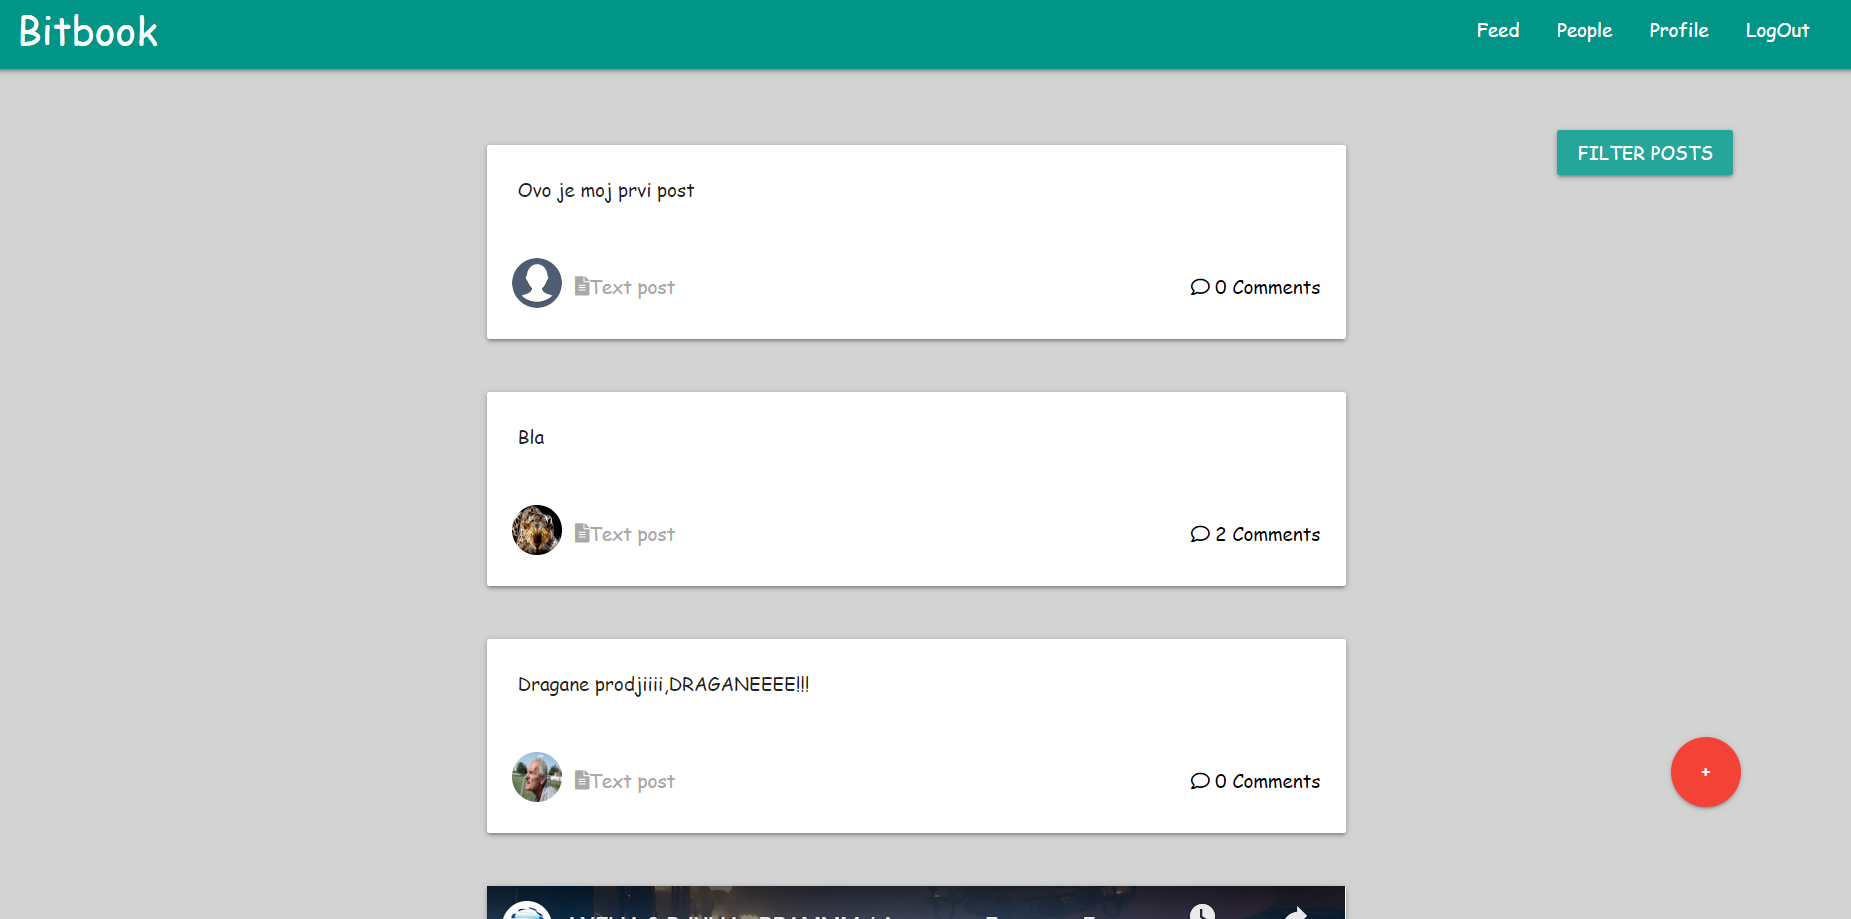 Bitbook
Feed People Profile LogOut
FILTER POSTS
Ovo je moj prvi post
Text post
0 Comments
Bla
Text post
2 Comments
Dragane prodjiiii,DRAGANEEEE!!!
Text post
0 Comments
+